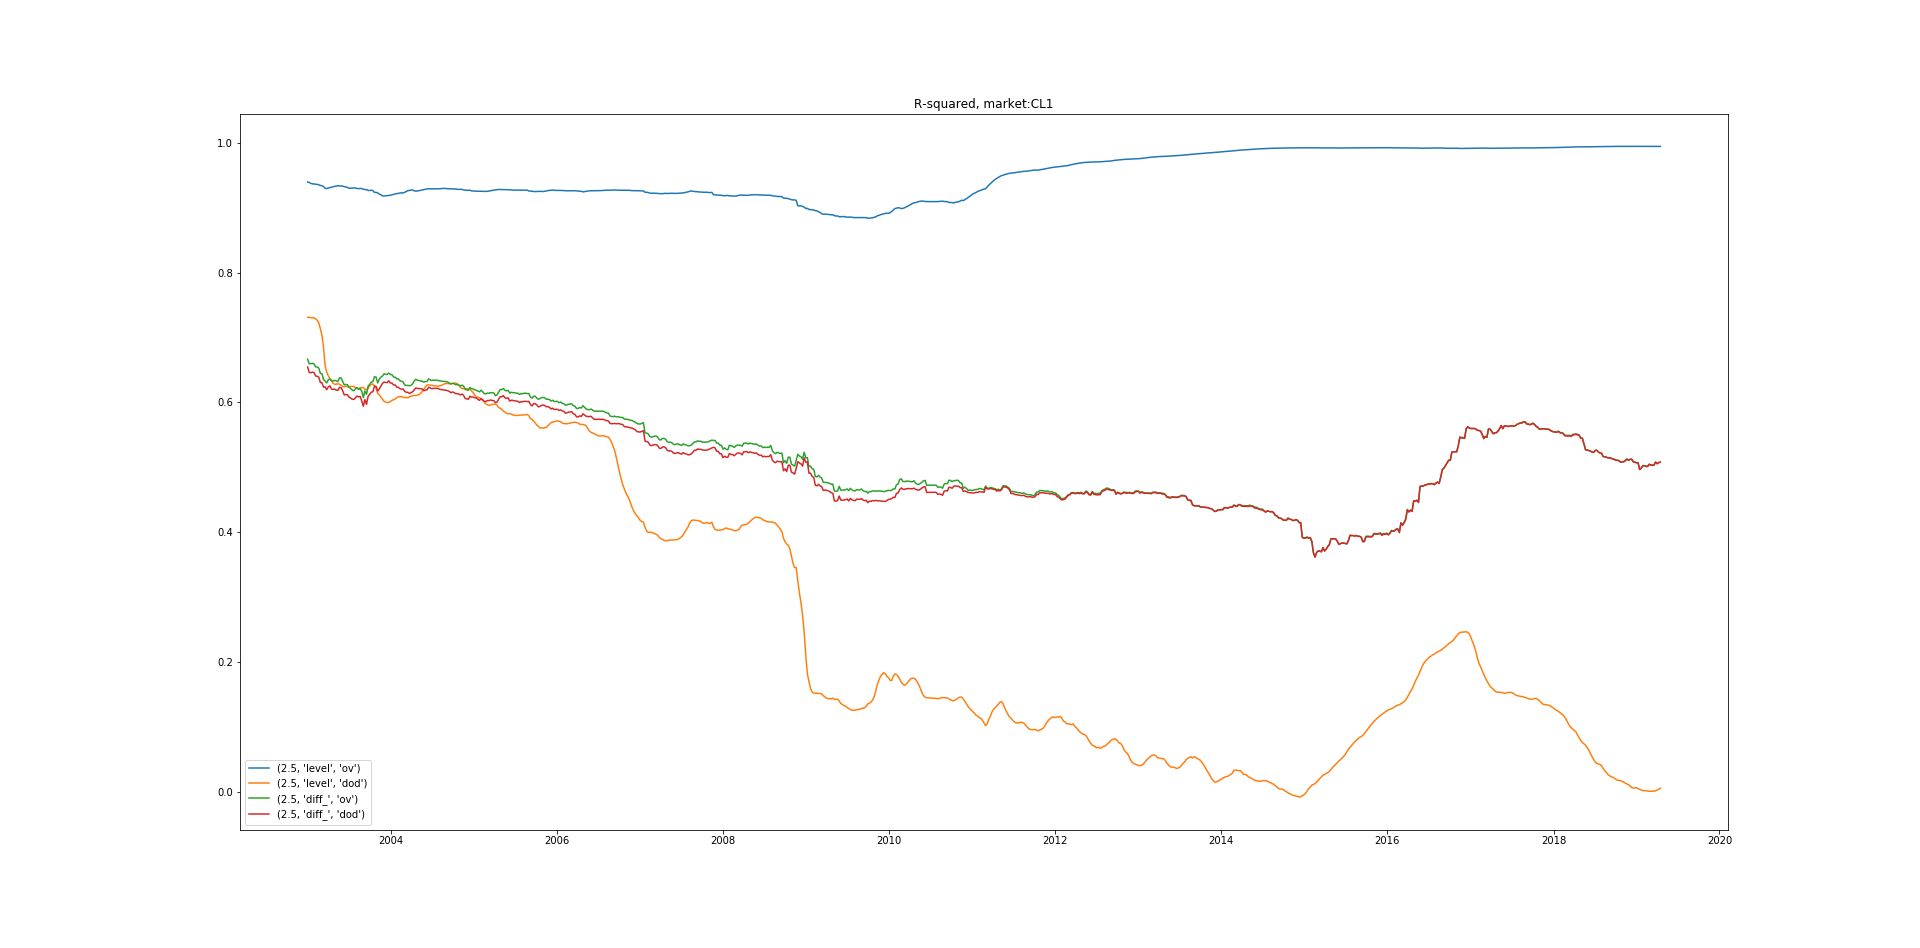 R-squared, market:CL1
1.0
0.8
0.6
0.4
0.2
0.0
(2.5, 'level', 'ov')
(2.5, 'level', 'dod')
(2.5, 'diff_', 'ov')
(2.5, 'diff_', 'dod')
2004 2006 2008 2010 2012 2014 2016 2018 2020